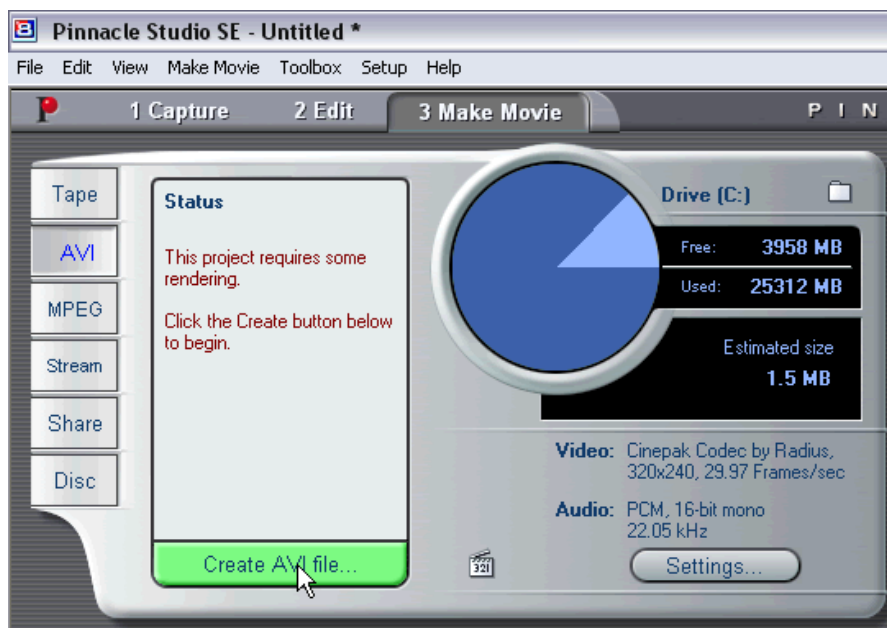 Pinnacle Studio SE - Untitled *
File Edit View Make Movie Toolbox Setup Help
1 Capture 2 Edit 3 Make Movie P I N
Tape
AVI
MPEG
Stream
Share
Disc
Status
This project requires some
rendering.
Click the Create button below
to begin.
Create AVI file...
Drive (C:)
Free: 3958 MB
Used: 25312 MB
Estimated size
1.5 MB
Video: Cinepak Codec by Radius,
320x240, 29.97 Frames/sec
Audio: PCM, 16-bit mono
22.05 kHz
321
Settings...